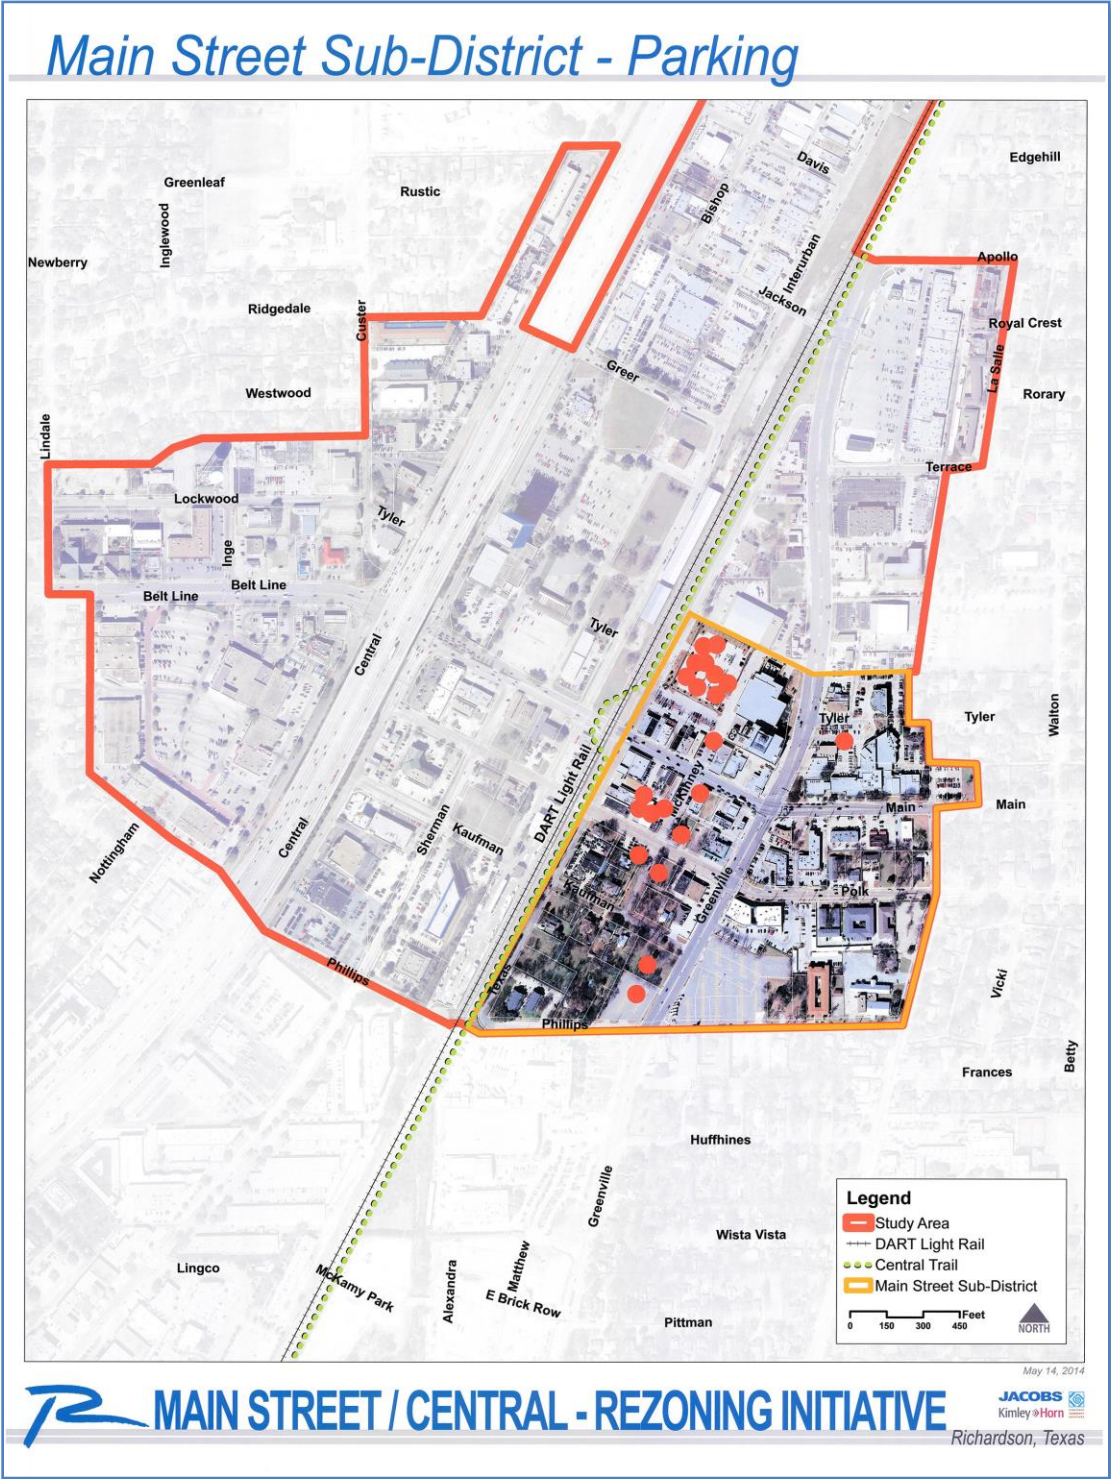 Main Street Sub-District - Parking
Davis
Edgehill
Greenleaf
Rustic
Bishop
Inglewood
Newberry
Interurban
Apollo
Jackson
Ridgedale
Custer
Royal Crest
La Salle
Greer
Westwood
Rorary
Lindale
Terrace
Lockwood
Tyler
Inge
Belt Line
Belt Line
Tyler
Central
Tyler
Tyler
Walton
DART Light Rail
McKinney
Main
Main
Central
Sherman
Kaufman
Nottingham
Kaufman
Greenville
Polk
Phillips
Texas
Vicki
Phillips
Betty
Frances
Huffhines
Greenville
Wista Vista
Lingco
McKamy Park
Alexandra
Matthew
E Brick Row
Pittman
Legend
Study Area
DART Light Rail
Central Trail
Main Street Sub-District
Feet
0 150 300 450
NORTH
May 14, 2014
MAIN STREET / CENTRAL - REZONING INITIATIVE
JACOBS
Kimley»Horn
Richardson, Texas